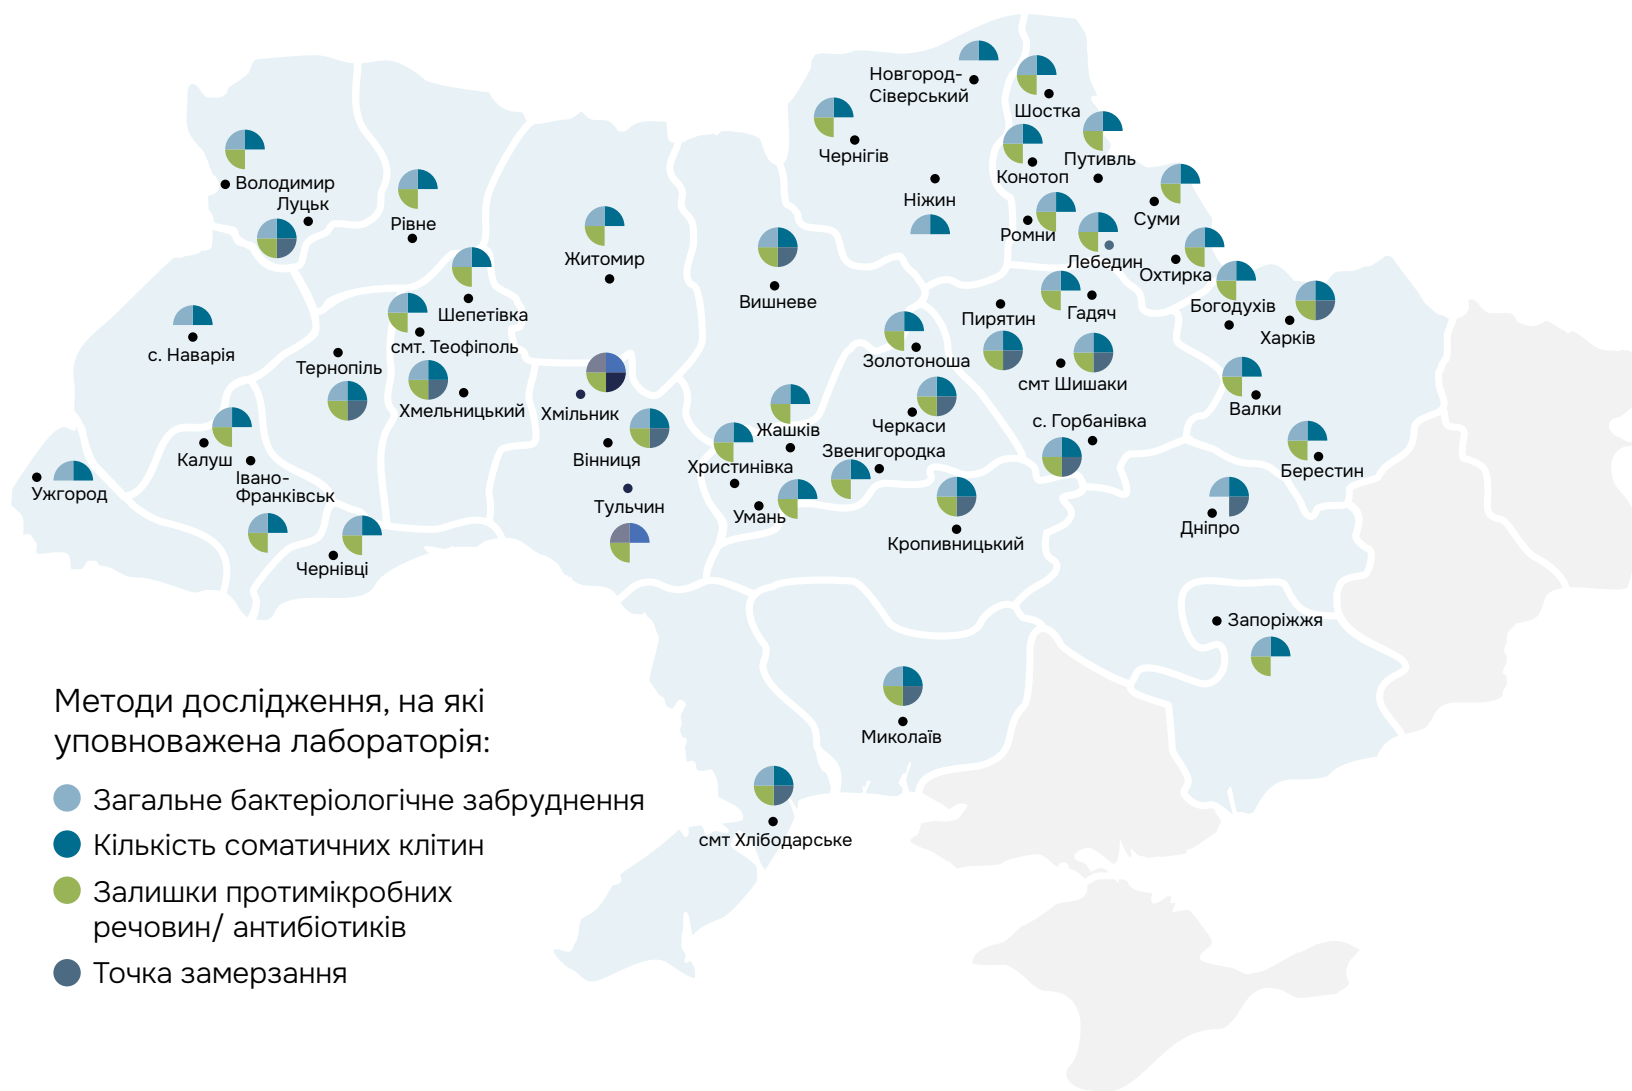 Новгород-
Сіверський
Шостка
Чернігів
Путивль
Конотоп
Володимир
Луцьк
Ніжин
Суми
Рівне
Ромни
Житомир
Лебедин
Охтирка
Вишневе
Богодухів
Шепетівка
Гадяч
Пирятин
Харків
с. Наварія
смт. Теофіполь
Золотоноша
Тернопіль
смт Шишаки
Хмельницький
Хмільник
Валки
Черкаси
с. Горбанівка
Жашків
Звенигородка
Калуш
Вінниця
Христинівка
Берестин
Івано-
Франківськ
Ужгород
Тульчин
Умань
Дніпро
Кропивницький
Чернівці
Запоріжжя
Миколаїв
смт Хлібодарське
Методи дослідження, на які
уповноважена лабораторія:
Загальне бактеріологічне забруднення
Кількість соматичних клітин
Залишки протимікробних
речовин/ антибіотиків
Точка замерзання